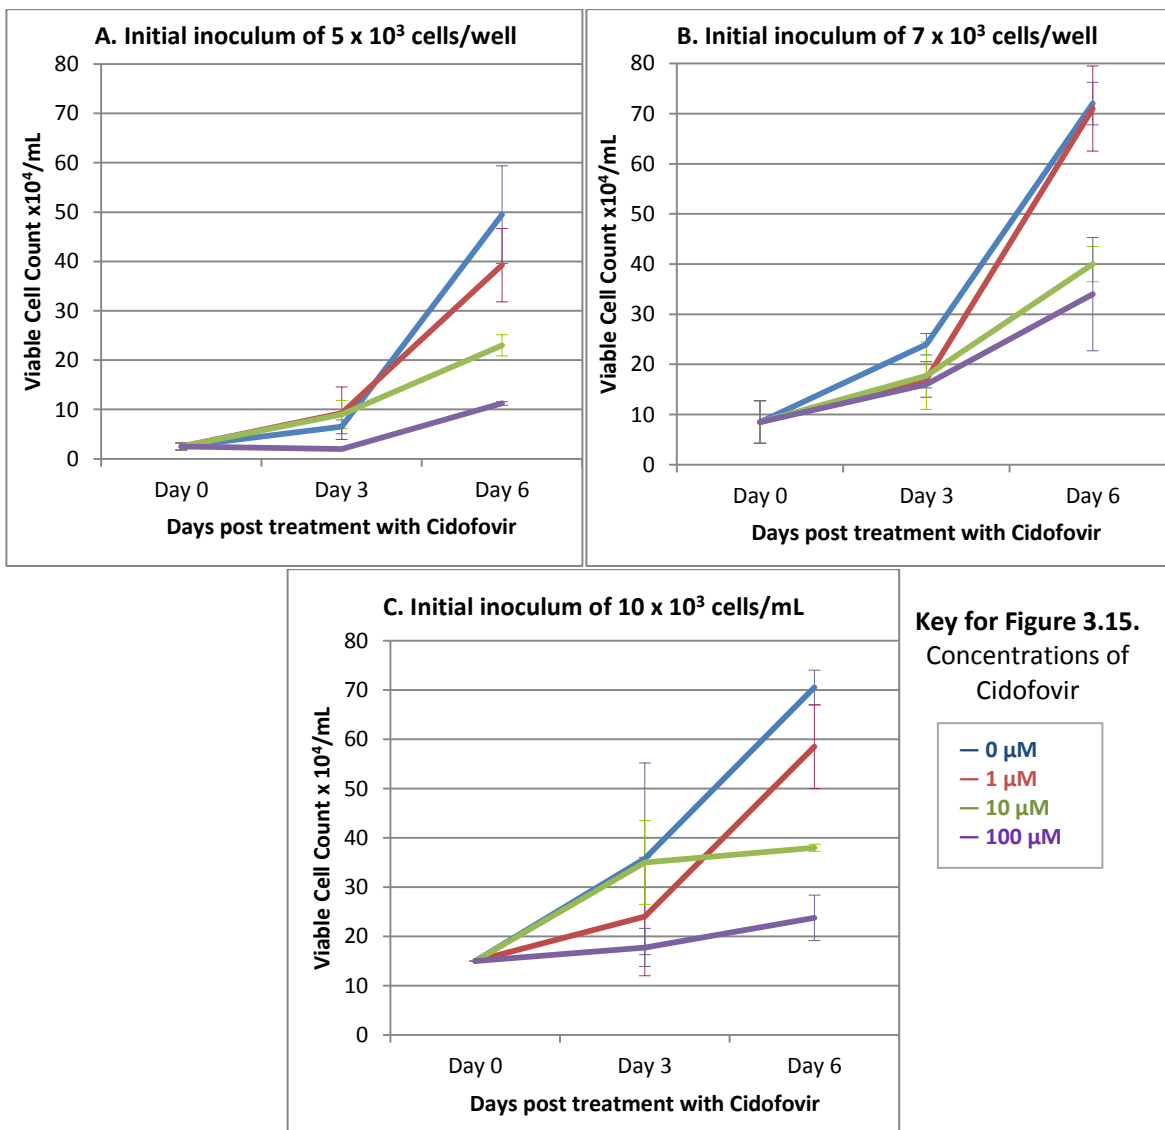 A. Initial inoculum of 5 x 10³ cells/well
80
70
60
50
40
30
20
10
0
Viable Cell Count x10⁴/mL
Day 0
Day 3
Day 6
Days post treatment with Cidofovir
B. Initial inoculum of 7 x 10³ cells/well
80
70
60
50
40
30
20
10
0
Viable Cell Count x10⁴/mL
Day 0
Day 3
Day 6
Days post treatment with Cidofovir
C. Initial inoculum of 10 x 10³ cells/mL
80
70
60
50
40
30
20
10
0
Viable Cell Count x 10⁴/mL
Day 0
Day 3
Day 6
Days post treatment with Cidofovir
Key for Figure 3.15.
Concentrations of
Cidofovir
0 µM
1 µM
10 µM
100 µM